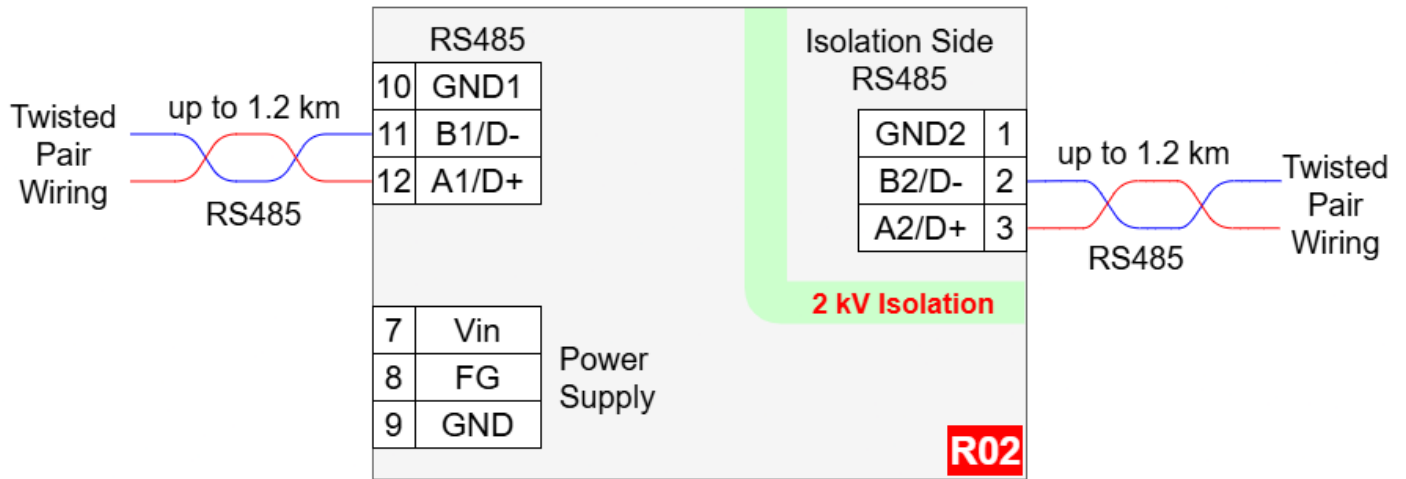 RS485
10 GND1
11 B1/D-
12 A1/D+
Twisted
Pair
Wiring
up to 1.2 km
RS485
7 Vin
8 FG
9 GND
Power
Supply
Isolation Side
RS485
GND2 1
B2/D- 2
A2/D+ 3
up to 1.2 km
RS485
Twisted
Pair
Wiring
2 kV Isolation
R02